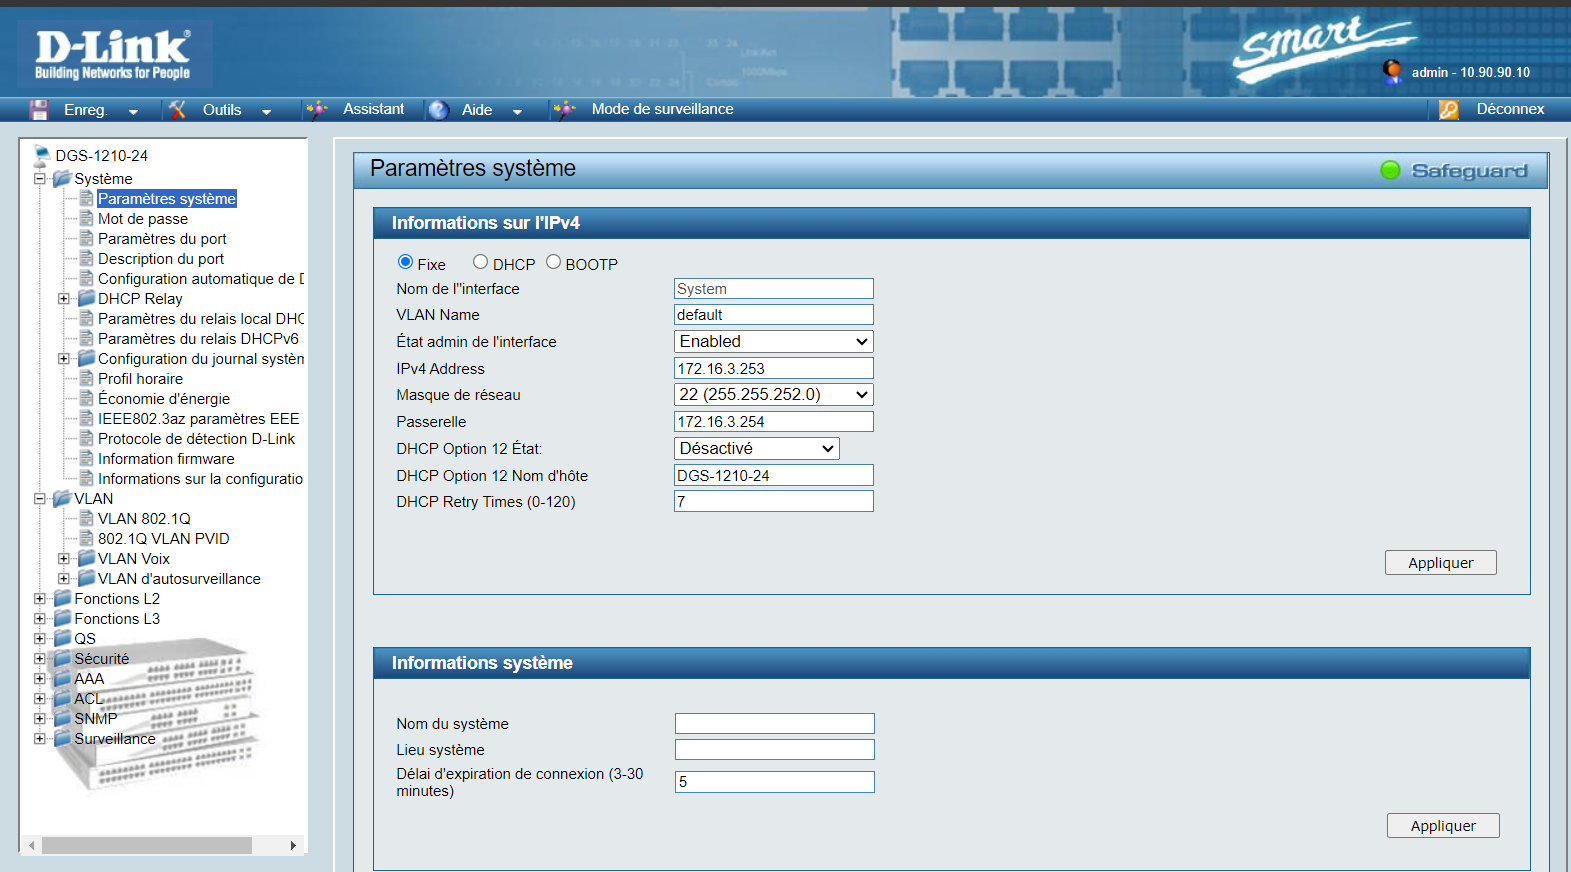 D-Link®
Building Networks for People
smart
admin - 10.90.90.10
Enreg.
Outils
Assistant
Aide
Mode de surveillance
Déconnex
DGS-1210-24
Système
Paramètres système
Mot de passe
Paramètres du port
Description du port
Configuration automatique de D
DHCP Relay
Paramètres du relais local DHC
Paramètres du relais DHCPv6
Configuration du journal systèm
Profil horaire
Économie d'énergie
IEEE802.3az paramètres EEE
Protocole de détection D-Link
Information firmware
Informations sur la configuratio
VLAN
VLAN 802.1Q
802.1Q VLAN PVID
VLAN Voix
VLAN d'autosurveillance
Fonctions L2
Fonctions L3
QS
Sécurité
AAA
ACL
SNMP
Surveillance
Paramètres système
Safeguard
Informations sur l'IPv4
Fixe DHCP BOOTP
Nom de l''interface System
VLAN Name default
État admin de l'interface Enabled
IPv4 Address 172.16.3.253
Masque de réseau 22 (255.255.252.0)
Passerelle 172.16.3.254
DHCP Option 12 État: Désactivé
DHCP Option 12 Nom d'hôte DGS-1210-24
DHCP Retry Times (0-120) 7
Appliquer
Informations système
Nom du système
Lieu système
Délai d'expiration de connexion (3-30
minutes) 5
Appliquer